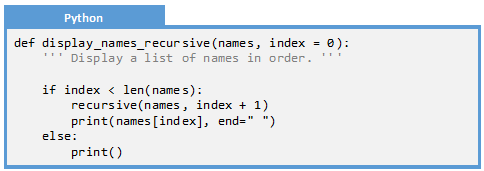 Python
def display_names_recursive(names, index = 0):
    ''' Display a list of names in order. '''
    if index < len(names):
        recursive(names, index + 1)
        print(names[index], end=" ")
    else:
        print()